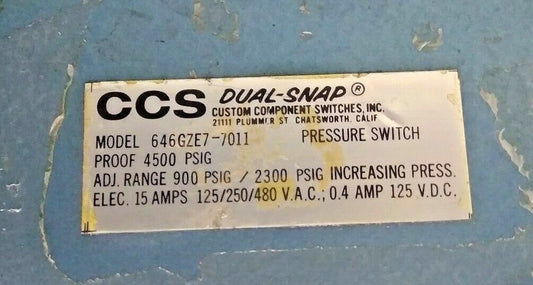 CCS DUAL-SNAP®
CUSTOM COMPONENT SWITCHES, INC.
21111 PLUMMER ST CHATSWORTH, CALIF
MODEL 646GZE7-7011 PRESSURE SWITCH
PROOF 4500 PSIG
ADJ. RANGE 900 PSIG / 2300 PSIG INCREASING PRESS.
ELEC. 15 AMPS 125/250/480 V.A.C.; 0.4 AMP 125 V.D.C.